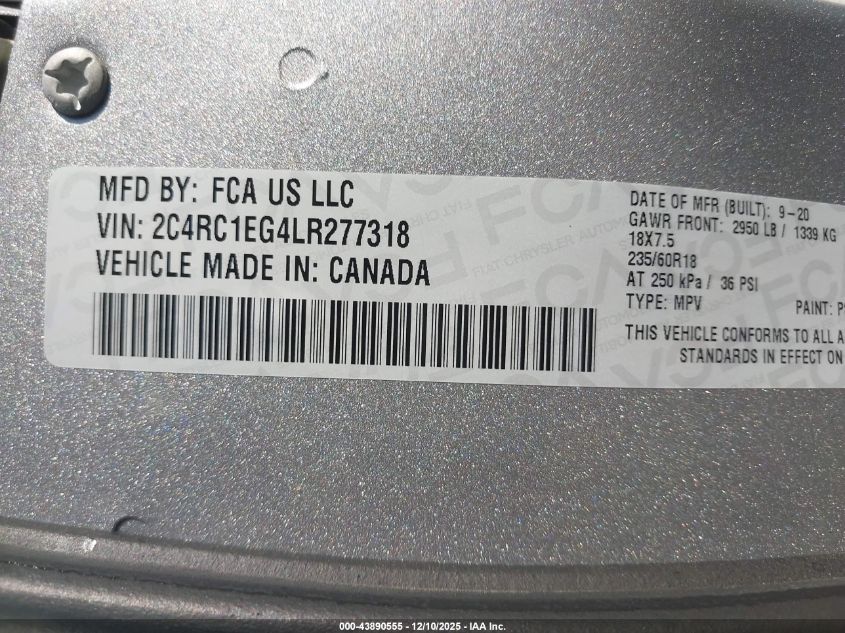 MFD BY: FCA US LLC
VIN: 2C4RC1EG4LR277318
VEHICLE MADE IN: CANADA
DATE OF MFR (BUILT): 9-20
GAWR FRONT: 2950 LB / 1339 KG
18X7.5
235/60R18
AT 250 kPa / 36 PSI
TYPE: MPV PAINT:
THIS VEHICLE CONFORMS TO ALL
STANDARDS IN EFFECT ON
000-43890555 - 12/10/2025 - IAA Inc.